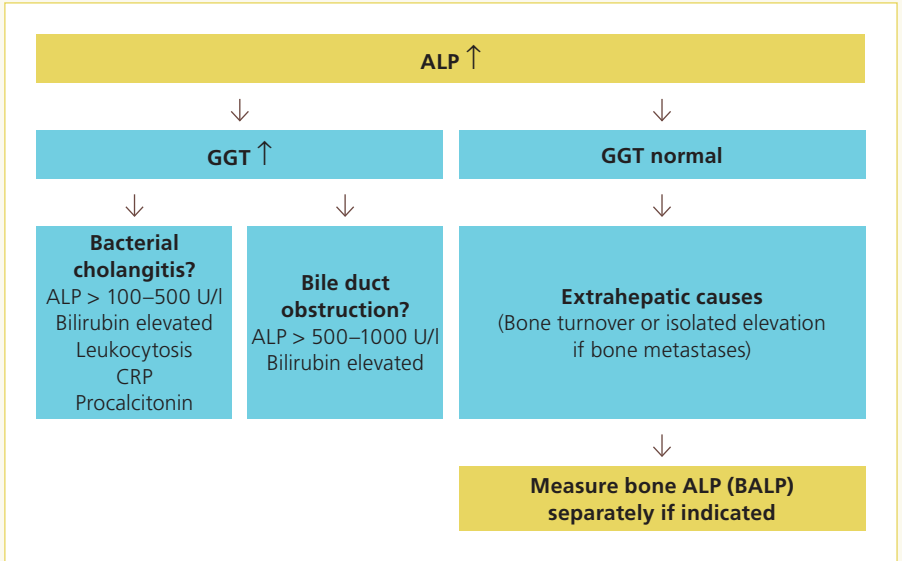 ALP ↑
GGT ↑
GGT normal
Bacterial
cholangitis?
ALP > 100–500 U/l
Bilirubin elevated
Leukocytosis
CRP
Procalcitonin
Bile duct
obstruction?
ALP > 500–1000 U/l
Bilirubin elevated
Extrahepatic causes
(Bone turnover or isolated elevation
if bone metastases)
Measure bone ALP (BALP)
separately if indicated